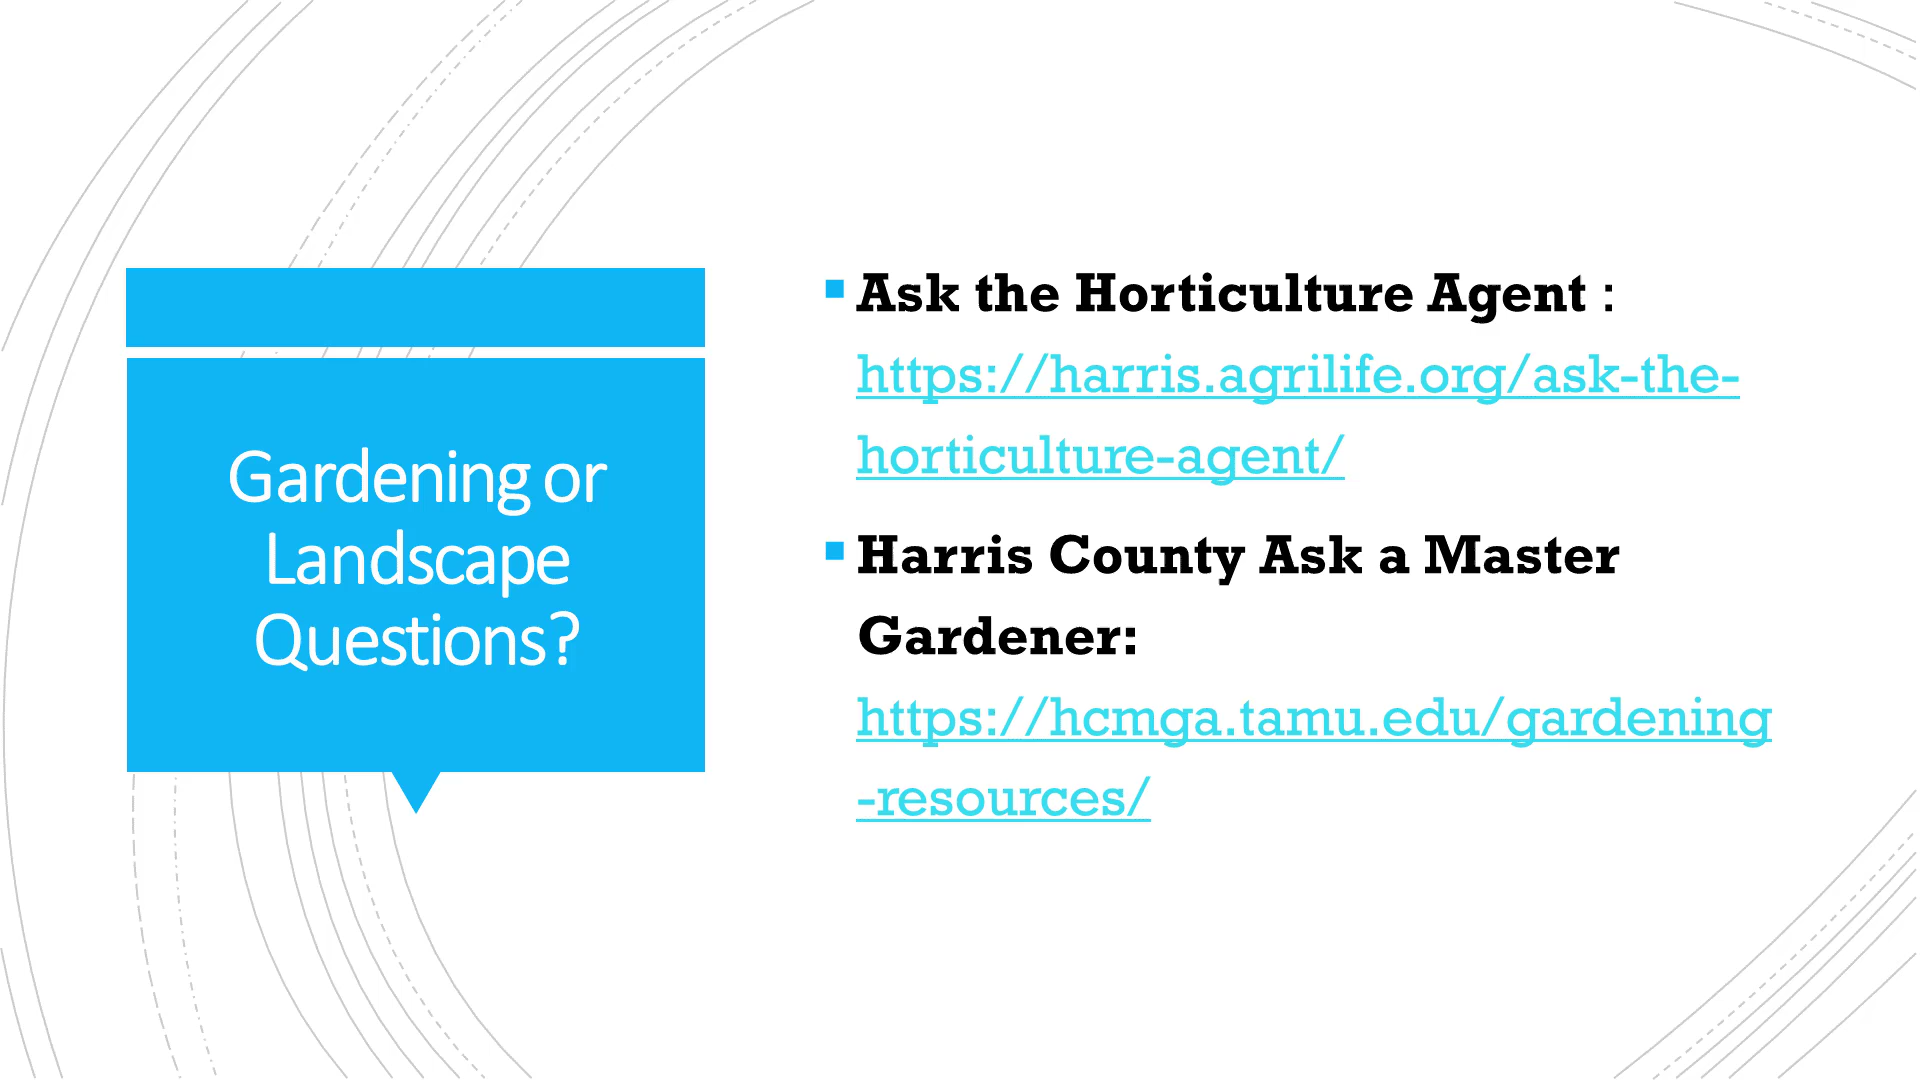 Gardening or
Landscape
Questions?
Ask the Horticulture Agent :
https://harris.agrilife.org/ask-the-
horticulture-agent/
Harris County Ask a Master
Gardener:
https://hcmga.tamu.edu/gardening
-resources/